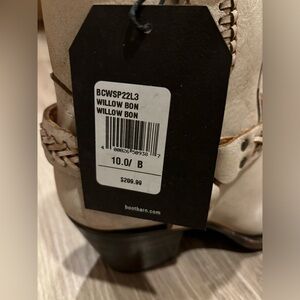 BCWSP22L3
WILLOW BON
WILLOW BON
10.0/ B
$299.99
bootbarn.com